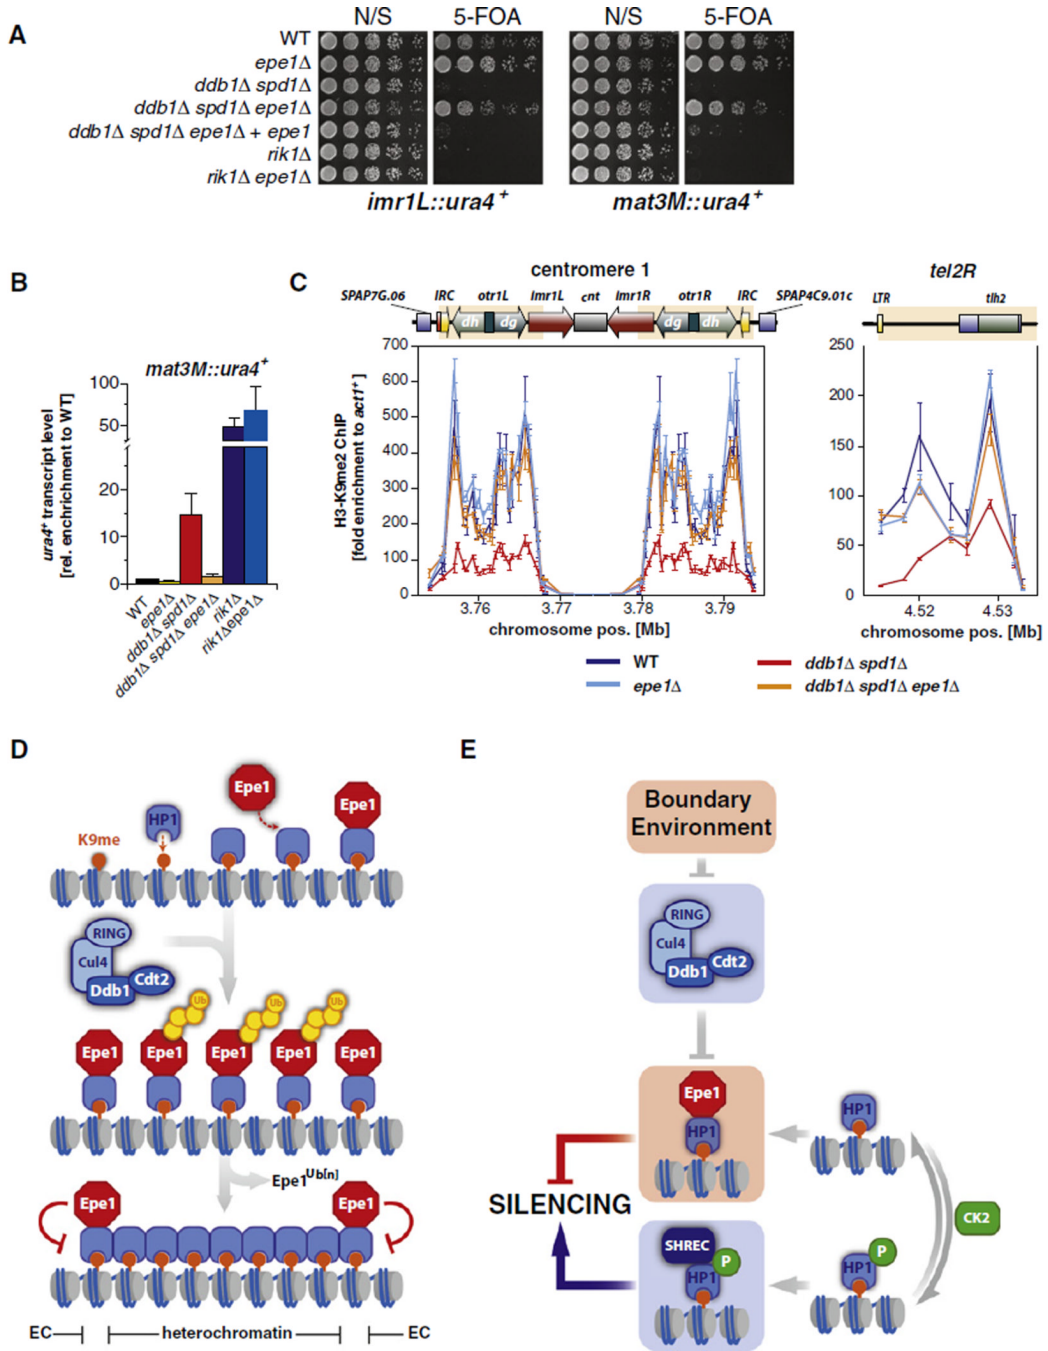 A
N/S 5-FOA N/S 5-FOA
WT
epe1Δ
ddb1Δ spd1Δ
ddb1Δ spd1Δ epe1Δ
ddb1Δ spd1Δ epe1Δ + epe1
rik1Δ
rik1Δ epe1Δ
imr1L::ura4+ mat3M::ura4+
B
mat3M::ura4+
ura4+ transcript level
[rel. enrichment to WT]
100
50
20
10
0
WT
epe1Δ
ddb1Δ spd1Δ
ddb1Δ spd1Δ epe1Δ
rik1Δ
rik1Δepe1Δ
C
centromere 1
SPAP7G.06 IRC otr1L imr1L cnt imr1R otr1R IRC SPAP4C9.01c
dh dg dg dh
H3-K9me2 ChIP
[fold enrichment to act1+]
700
600
500
400
300
200
100
0
3.76 3.77 3.78 3.79
chromosome pos. [Mb]
tel2R
LTR tlh2
250
200
150
100
50
0
4.52 4.53
chromosome pos. [Mb]
WT
epe1Δ
ddb1Δ spd1Δ
ddb1Δ spd1Δ epe1Δ
D
Epe1
Epe1
HP1
K9me
RING
Cul4
Ddb1
Cdt2
Ub Ub Ub
Epe1 Epe1 Epe1 Epe1 Epe1
Epe1Ub[n]
Epe1 Epe1
EC heterochromatin EC
E
Boundary
Environment
RING
Cul4
Ddb1
Cdt2
Epe1
HP1
HP1
SILENCING
CK2
SHREC
P
HP1
P
HP1